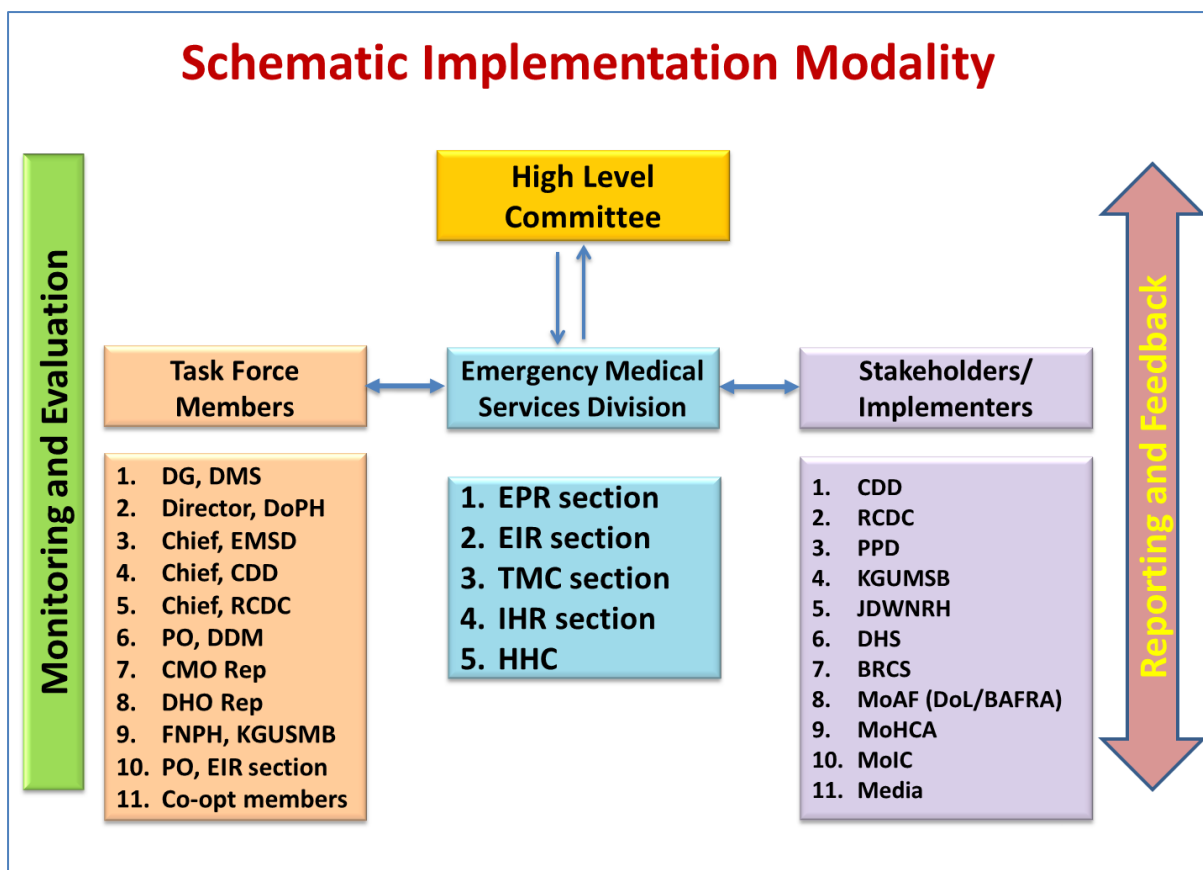 Schematic Implementation Modality
Monitoring and Evaluation
High Level
Committee
Task Force
Members
Emergency Medical
Services Division
Stakeholders/
Implementers
1. DG, DMS
2. Director, DoPH
3. Chief, EMSD
4. Chief, CDD
5. Chief, RCDC
6. PO, DDM
7. CMO Rep
8. DHO Rep
9. FNPH, KGUSMB
10. PO, EIR section
11. Co-opt members
1. EPR section
2. EIR section
3. TMC section
4. IHR section
5. HHC
1. CDD
2. RCDC
3. PPD
4. KGUMSB
5. JDWNRH
6. DHS
7. BRCS
8. MoAF (DoL/BAFRA)
9. MoHCA
10. MoIC
11. Media
Reporting and Feedback